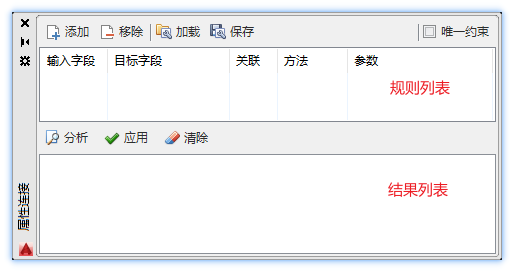 添加 移除 加载 保存 唯一约束
输入字段 目标字段 关联 方法 参数
规则列表
分析 应用 清除
结果列表
属性连接